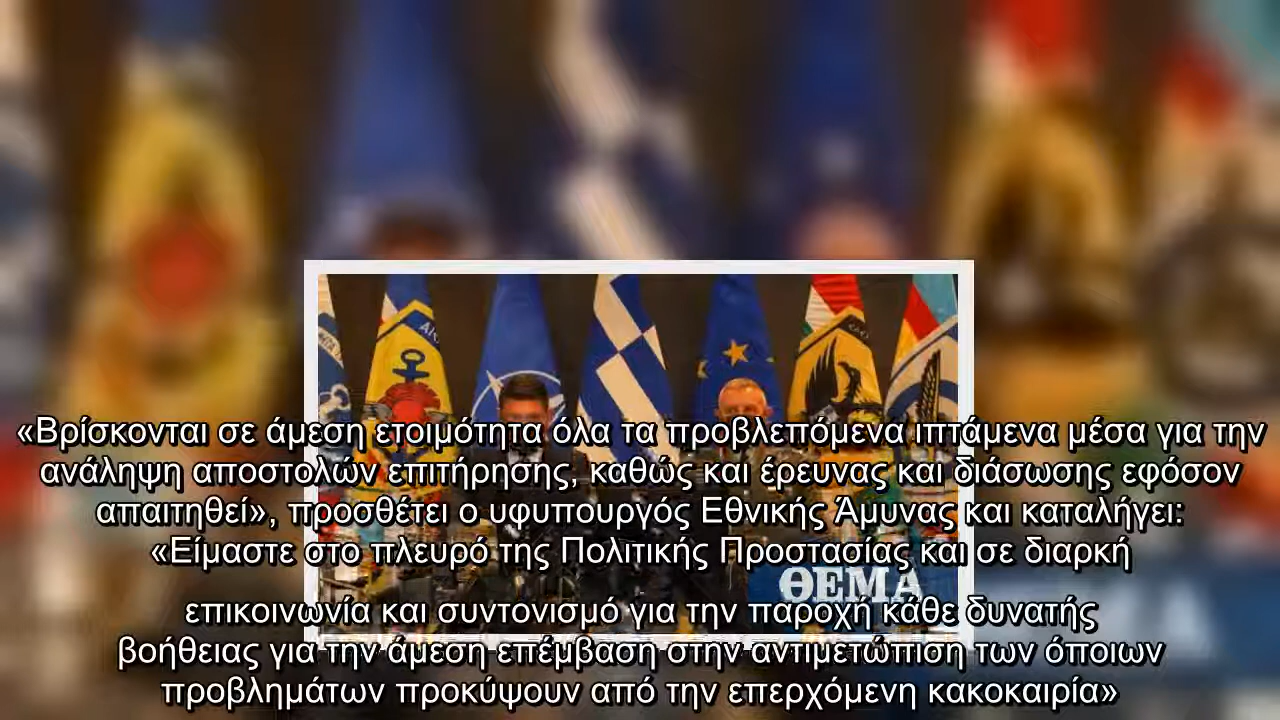 «Βρίσκονται σε άμεση ετοιμότητα όλα τα προβλεπόμενα ιπτάμενα μέσα για την
ανάληψη αποστολών επιτήρησης, καθώς και έρευνας και διάσωσης εφόσον
απαιτηθεί», προσθέτει ο υφυπουργός Εθνικής Άμυνας και καταλήγει:
«Είμαστε στο πλευρό της Πολιτικής Προστασίας και σε διαρκή
ΘΕΜΑ
επικοινωνία και συντονισμό για την παροχή κάθε δυνατής
βοήθειας για την άμεση επέμβαση στην αντιμετώπιση των όποιων
προβλημάτων προκύψουν από την επερχόμενη κακοκαιρία»